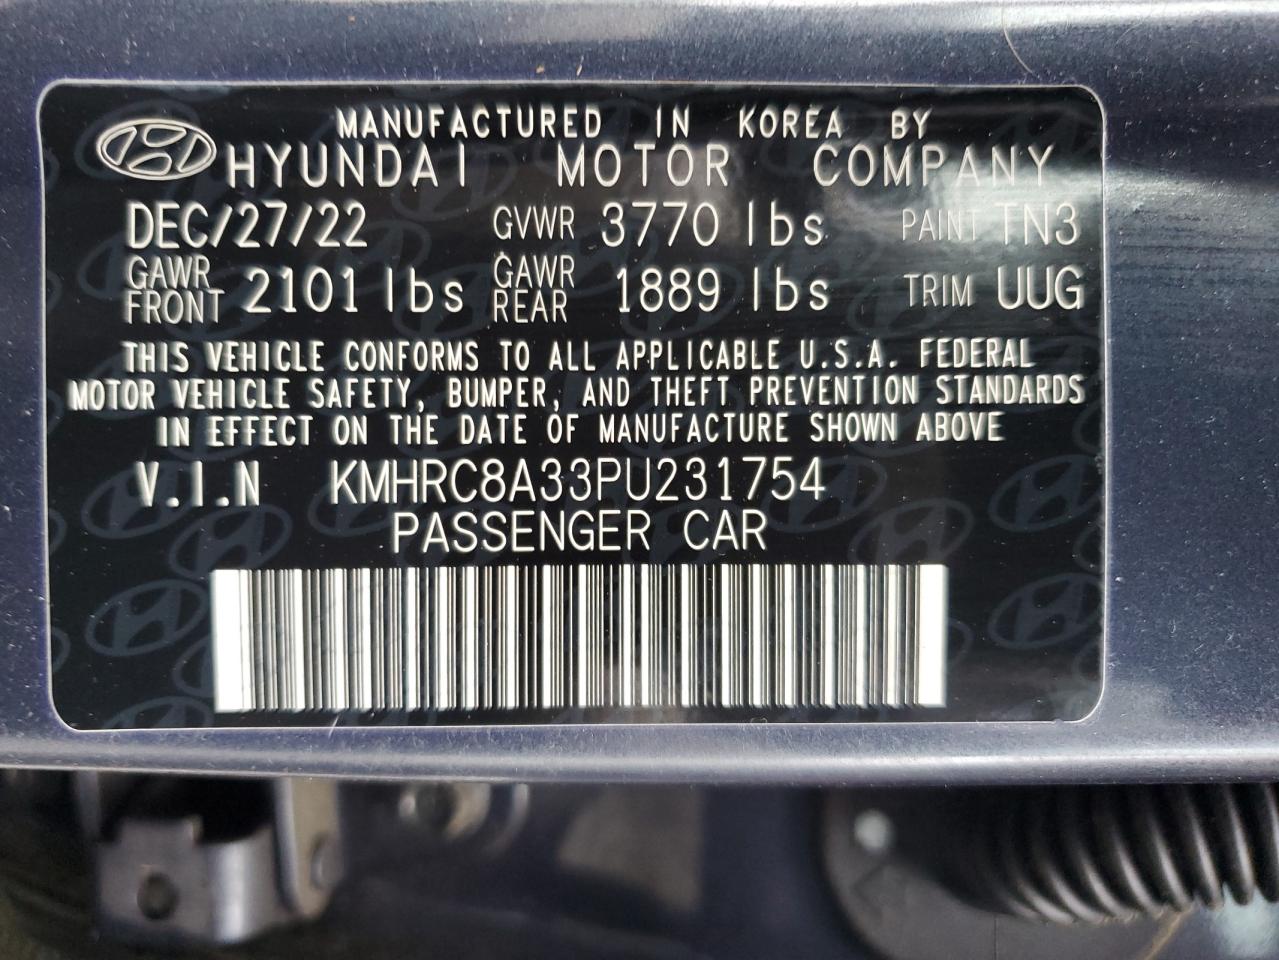 MANUFACTURED IN KOREA BY
HYUNDAI MOTOR COMPANY
DEC/27/22 GVWR 3770 lbs PAINT TN3
GAWR FRONT 2101 lbs GAWR REAR 1889 lbs TRIM UUG
THIS VEHICLE CONFORMS TO ALL APPLICABLE U.S.A. FEDERAL
MOTOR VEHICLE SAFETY, BUMPER, AND THEFT PREVENTION STANDARDS
IN EFFECT ON THE DATE OF MANUFACTURE SHOWN ABOVE
V.I.N KMHRC8A33PU231754
PASSENGER CAR